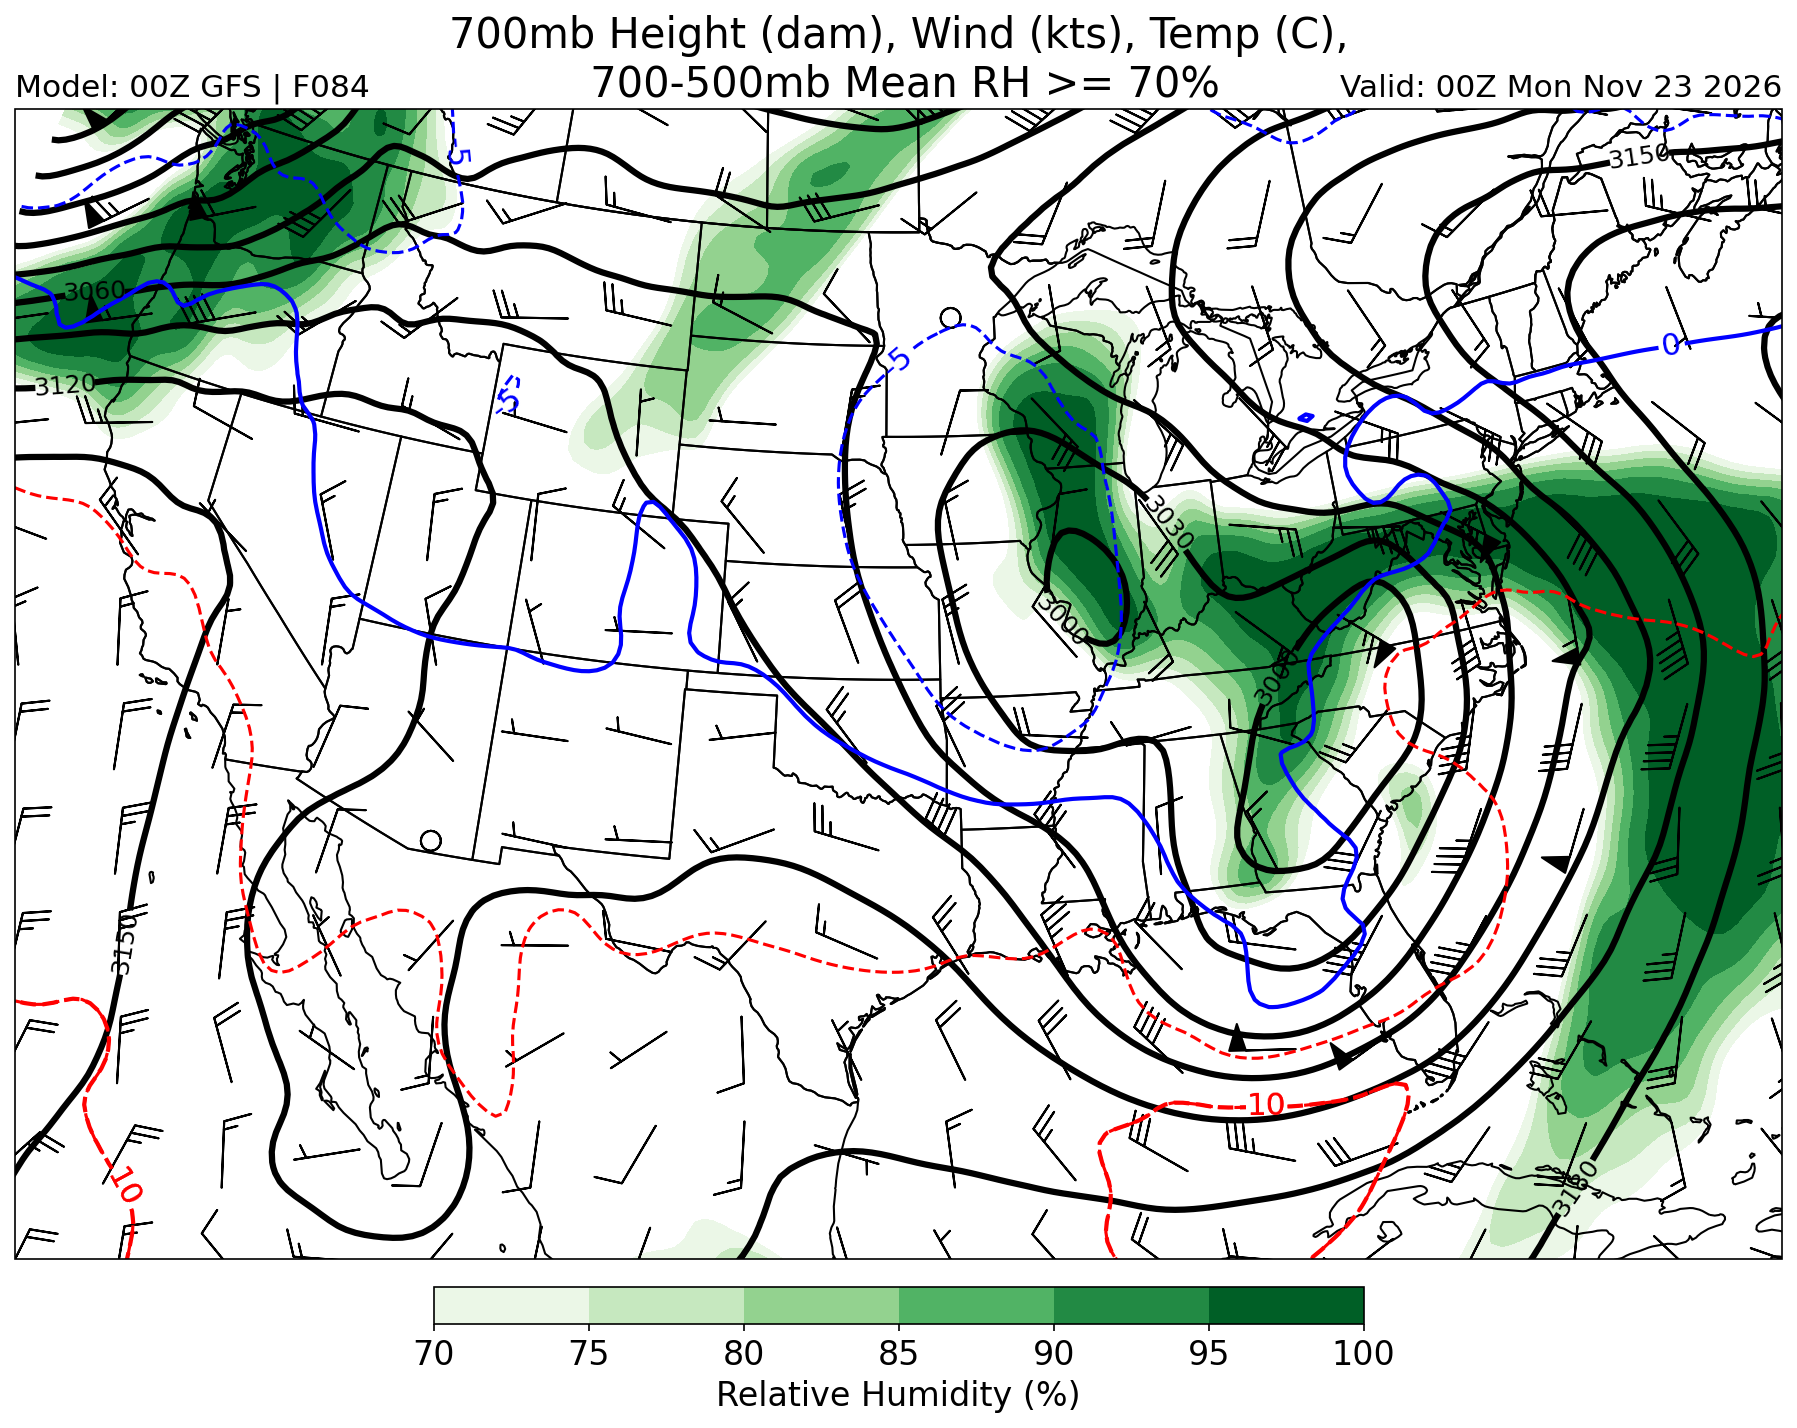 700mb Height (dam), Wind (kts), Temp (C),
700-500mb Mean RH >= 70%
Model: 00Z GFS | F084
Valid: 00Z Mon Nov 23 2026
3150
-5
3060
0
-5
3120
-5
3030
3000
3000
3150
10
10
3180
70 75 80 85 90 95 100
Relative Humidity (%)